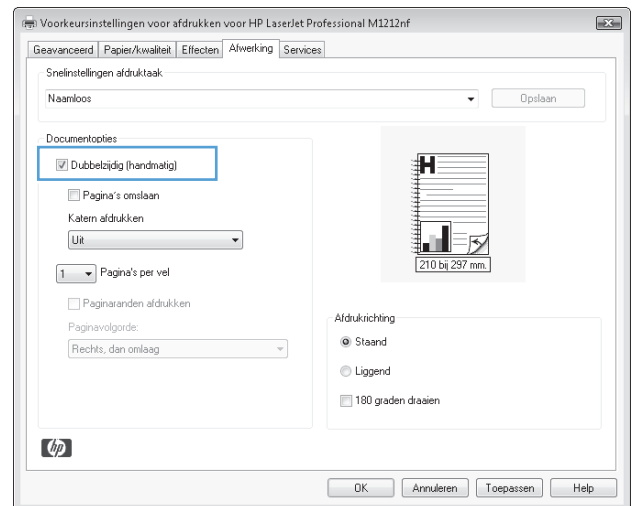 Voorkeursinstellingen voor afdrukken voor HP LaserJet Professional M1212nf
Geavanceerd Papier/kwaliteit Effecten Afwerking Services
Snelinstellingen afdruktaak
Naamloos Opslaan
Documentopties
Dubbelzijdig (handmatig)
Pagina's omslaan
Katern afdrukken
Uit
1 Pagina's per vel
Paginaranden afdrukken
Paginavolgorde:
Rechts, dan omlaag
H
210 bij 297 mm.
Afdrukrichting
Staand
Liggend
180 graden draaien
hp
OK Annuleren Toepassen Help